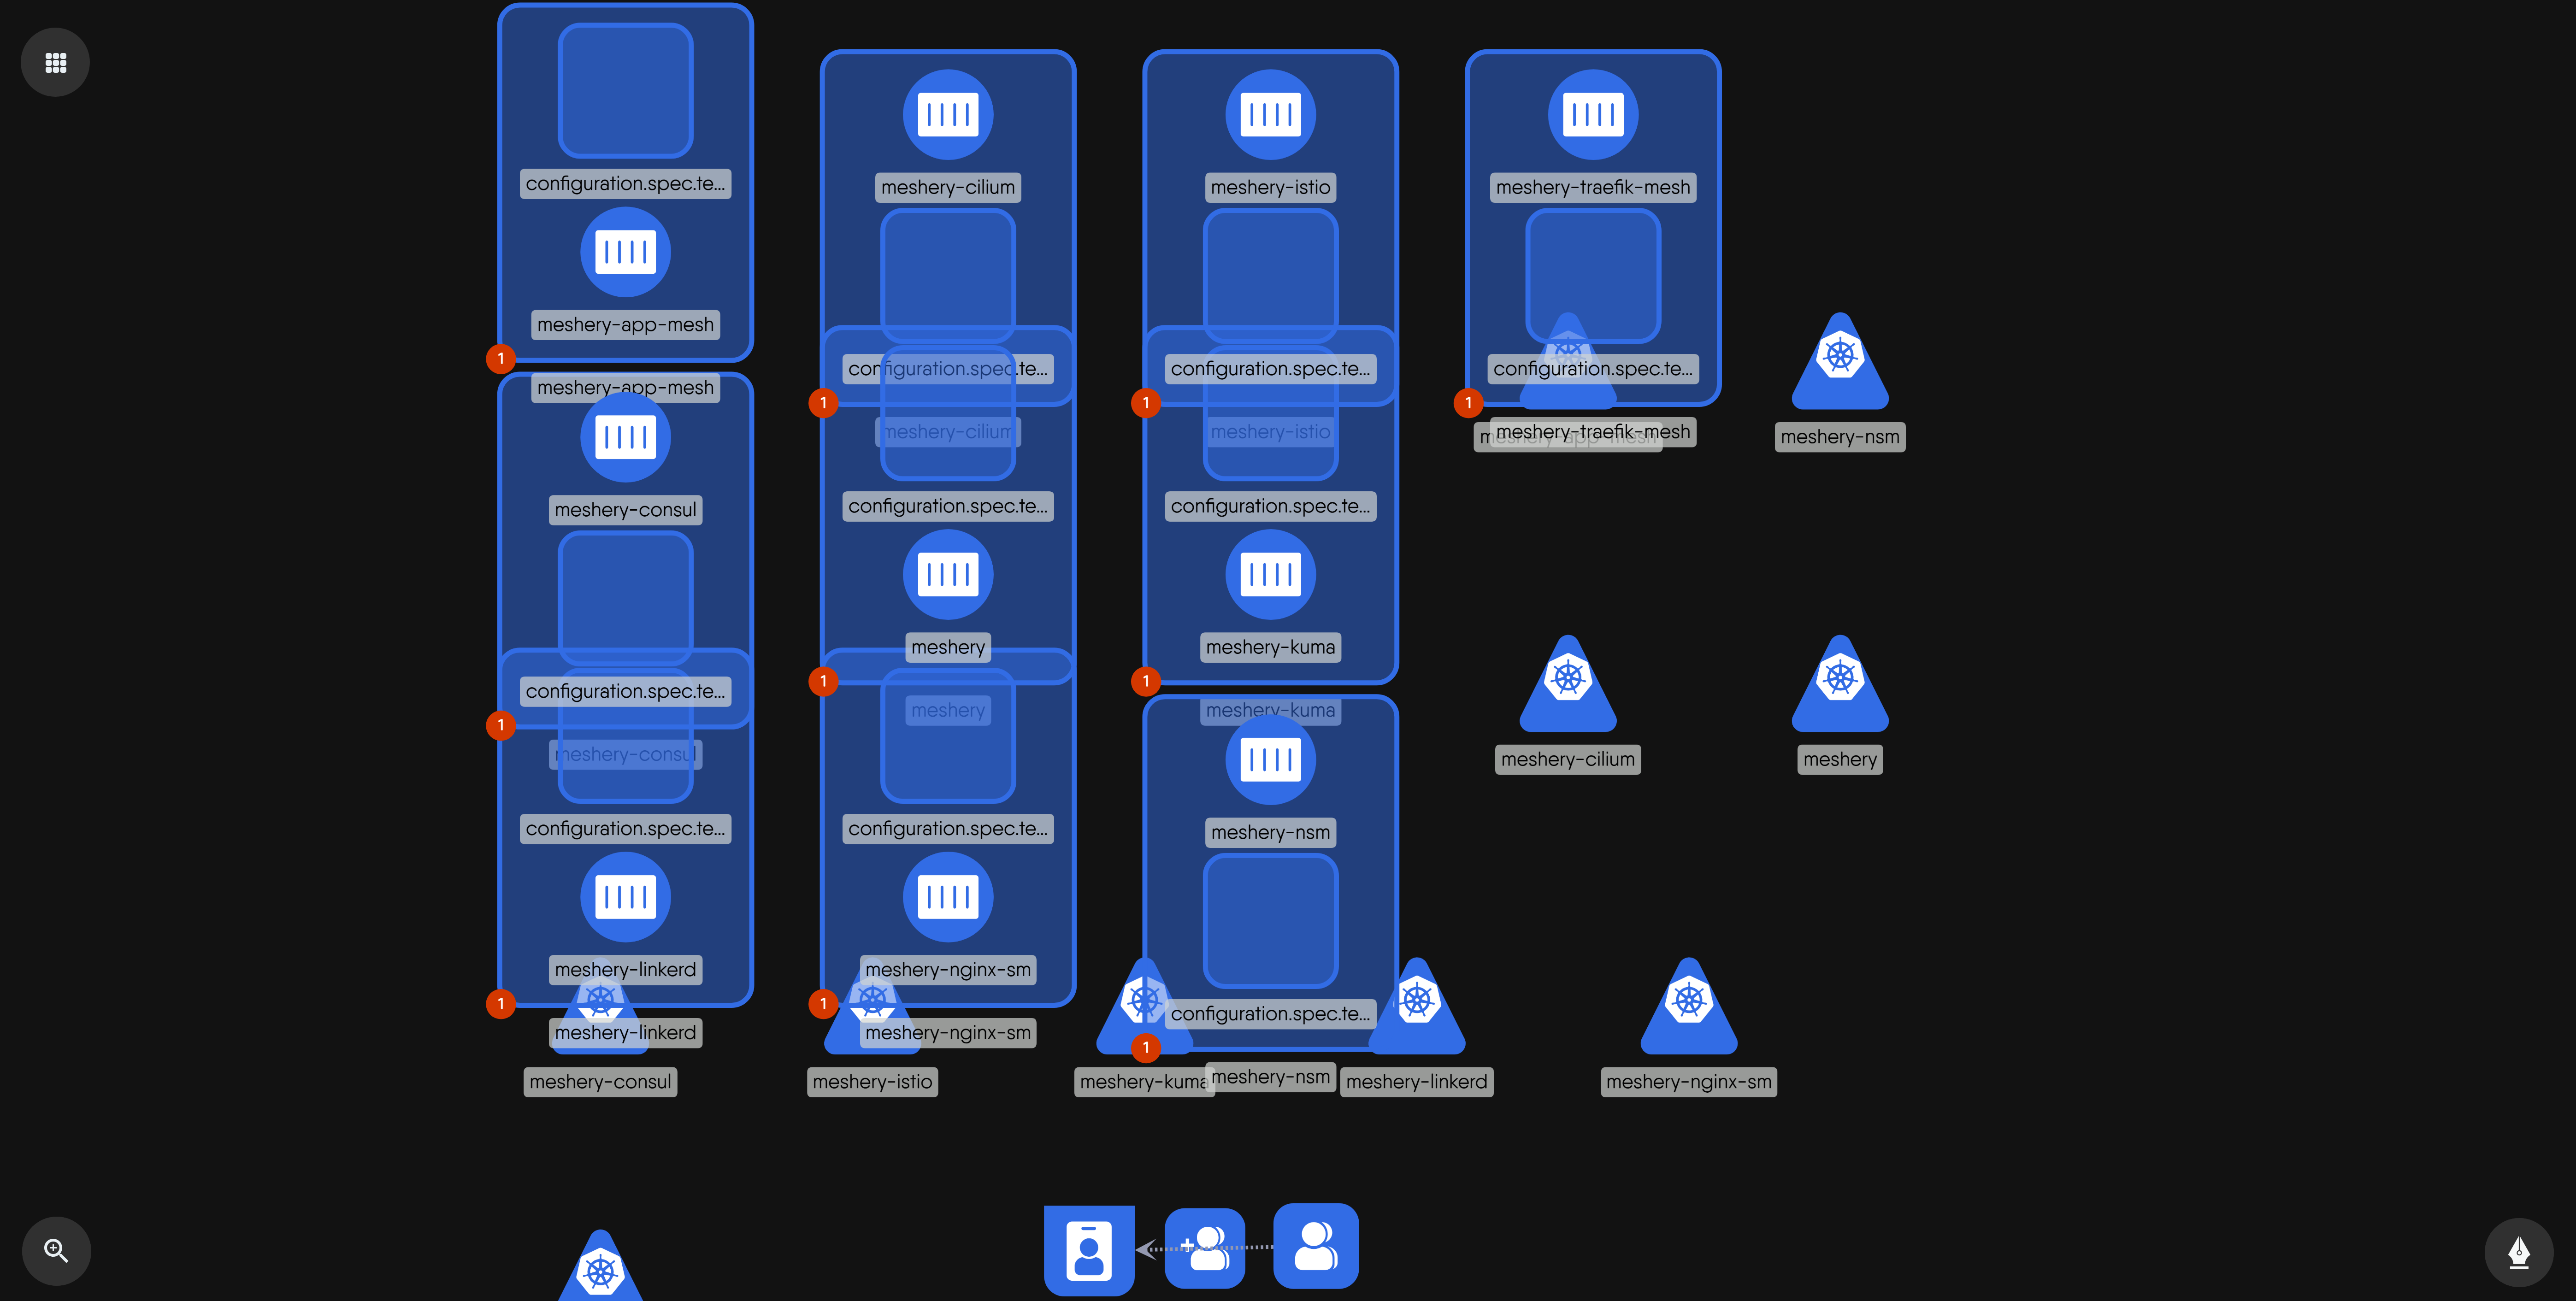 configuration.spec.te...
meshery-app-mesh
1
meshery-app-mesh
meshery-consul
configuration.spec.te...
1
meshery-consul
configuration.spec.te...
meshery-linkerd
1
meshery-linkerd
meshery-consul
meshery-cilium
configuration.spec.te...
1
meshery-cilium
configuration.spec.te...
meshery
1
meshery
configuration.spec.te...
meshery-nginx-sm
1
meshery-nginx-sm
meshery-istio
meshery-istio
configuration.spec.te...
1
meshery-istio
configuration.spec.te...
meshery-kuma
1
meshery-kuma
meshery-nsm
configuration.spec.te...
1
meshery-kuma
meshery-nsm
meshery-linkerd
meshery-traefik-mesh
configuration.spec.te...
1
meshery-app-mesh
meshery-traefik-mesh
meshery-nsm
meshery-cilium
meshery
meshery-nginx-sm